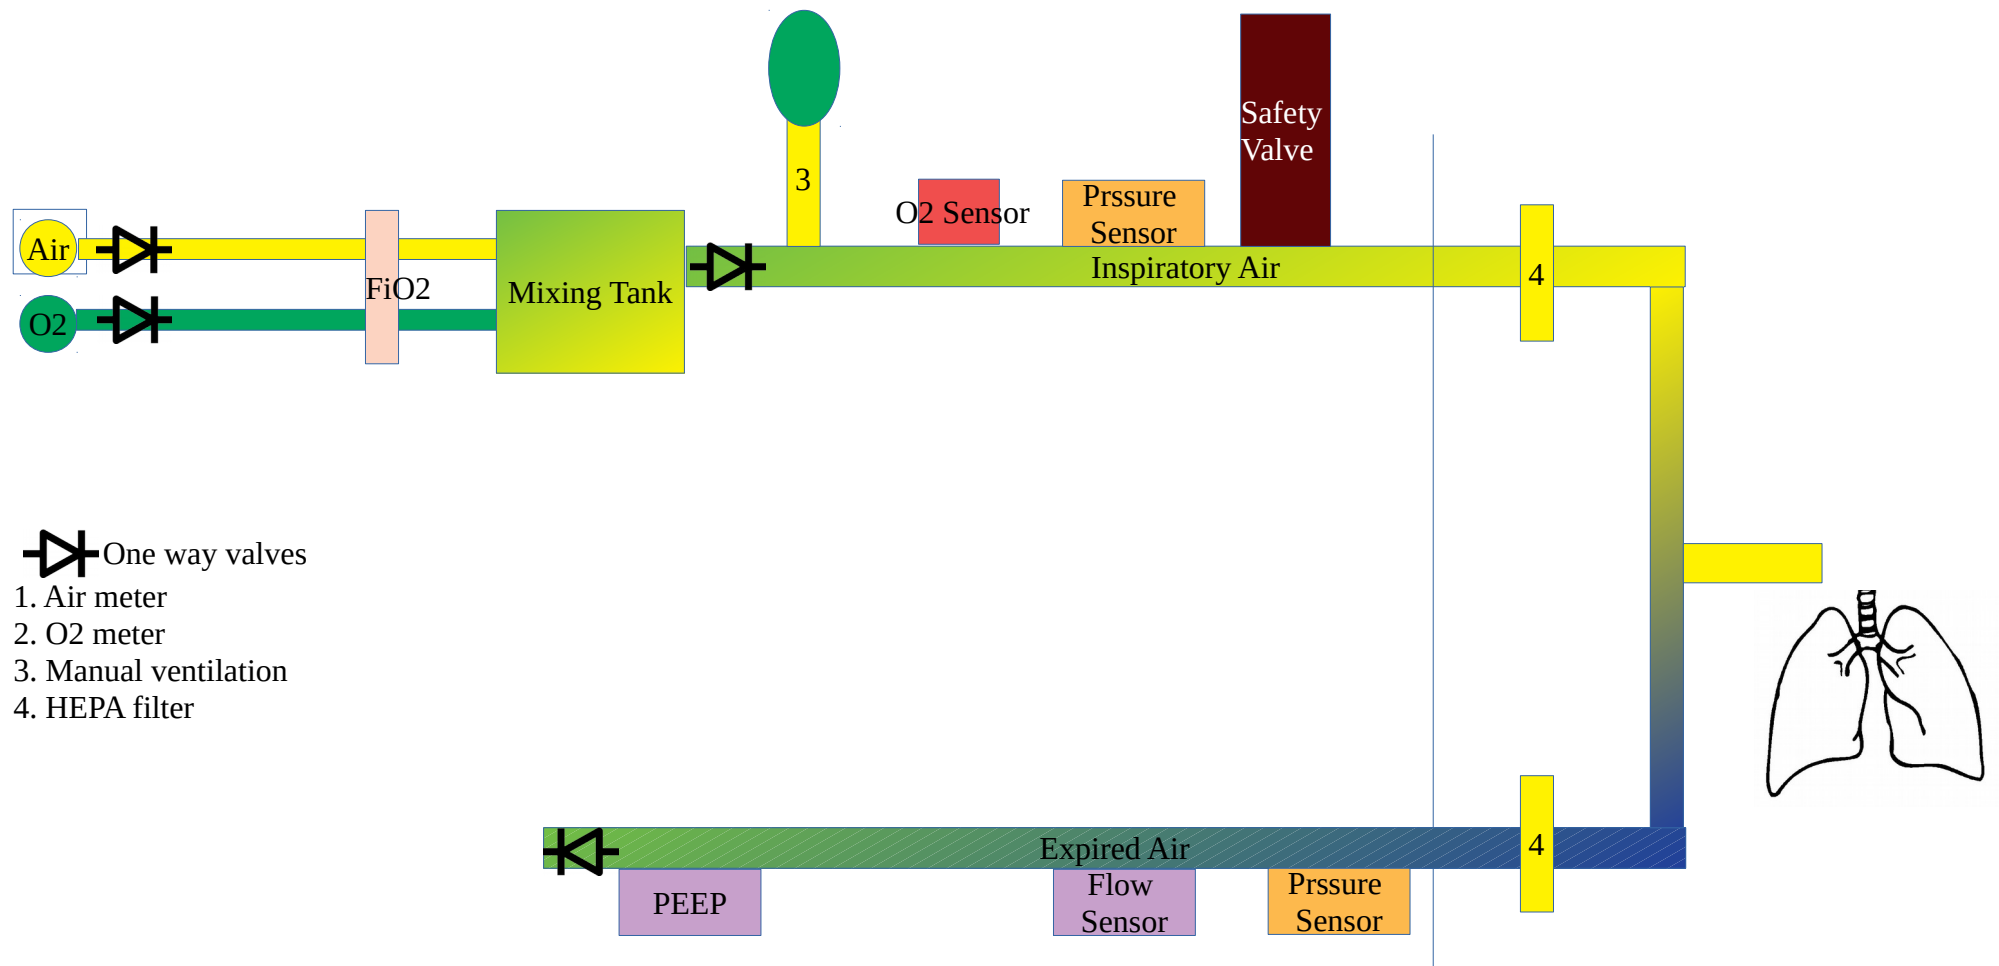 3
Safety
Valve
O2 Sensor
Prssure
Sensor
Air
FiO2
O2
Mixing Tank
Inspiratory Air
4
One way valves
1. Air meter
2. O2 meter
3. Manual ventilation
4. HEPA filter
Expired Air
4
PEEP
Flow
Sensor
Prssure
Sensor